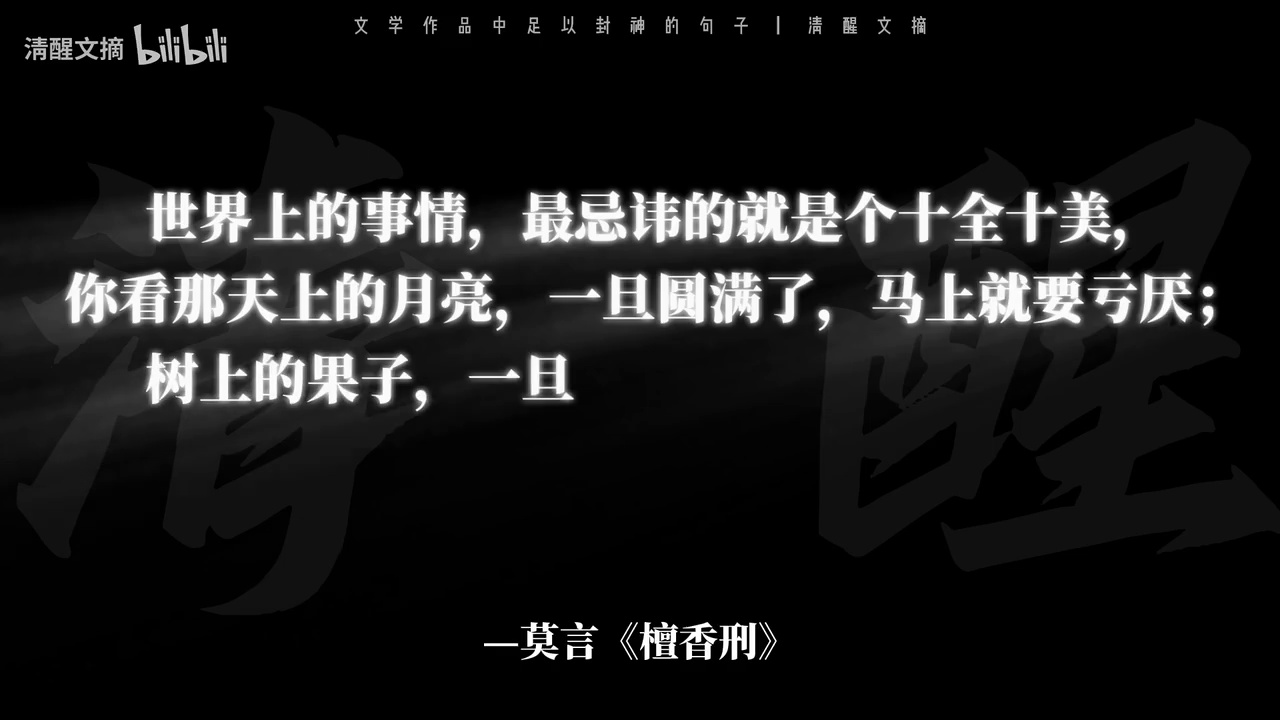 文学作品中足以封神的句子 | 清醒文摘
清醒文摘 bilibili
清醒
世界上的事情，最忌讳的就是个十全十美，
你看那天上的月亮，一旦圆满了，马上就要亏厌；
树上的果子，一旦
—莫言《檀香刑》